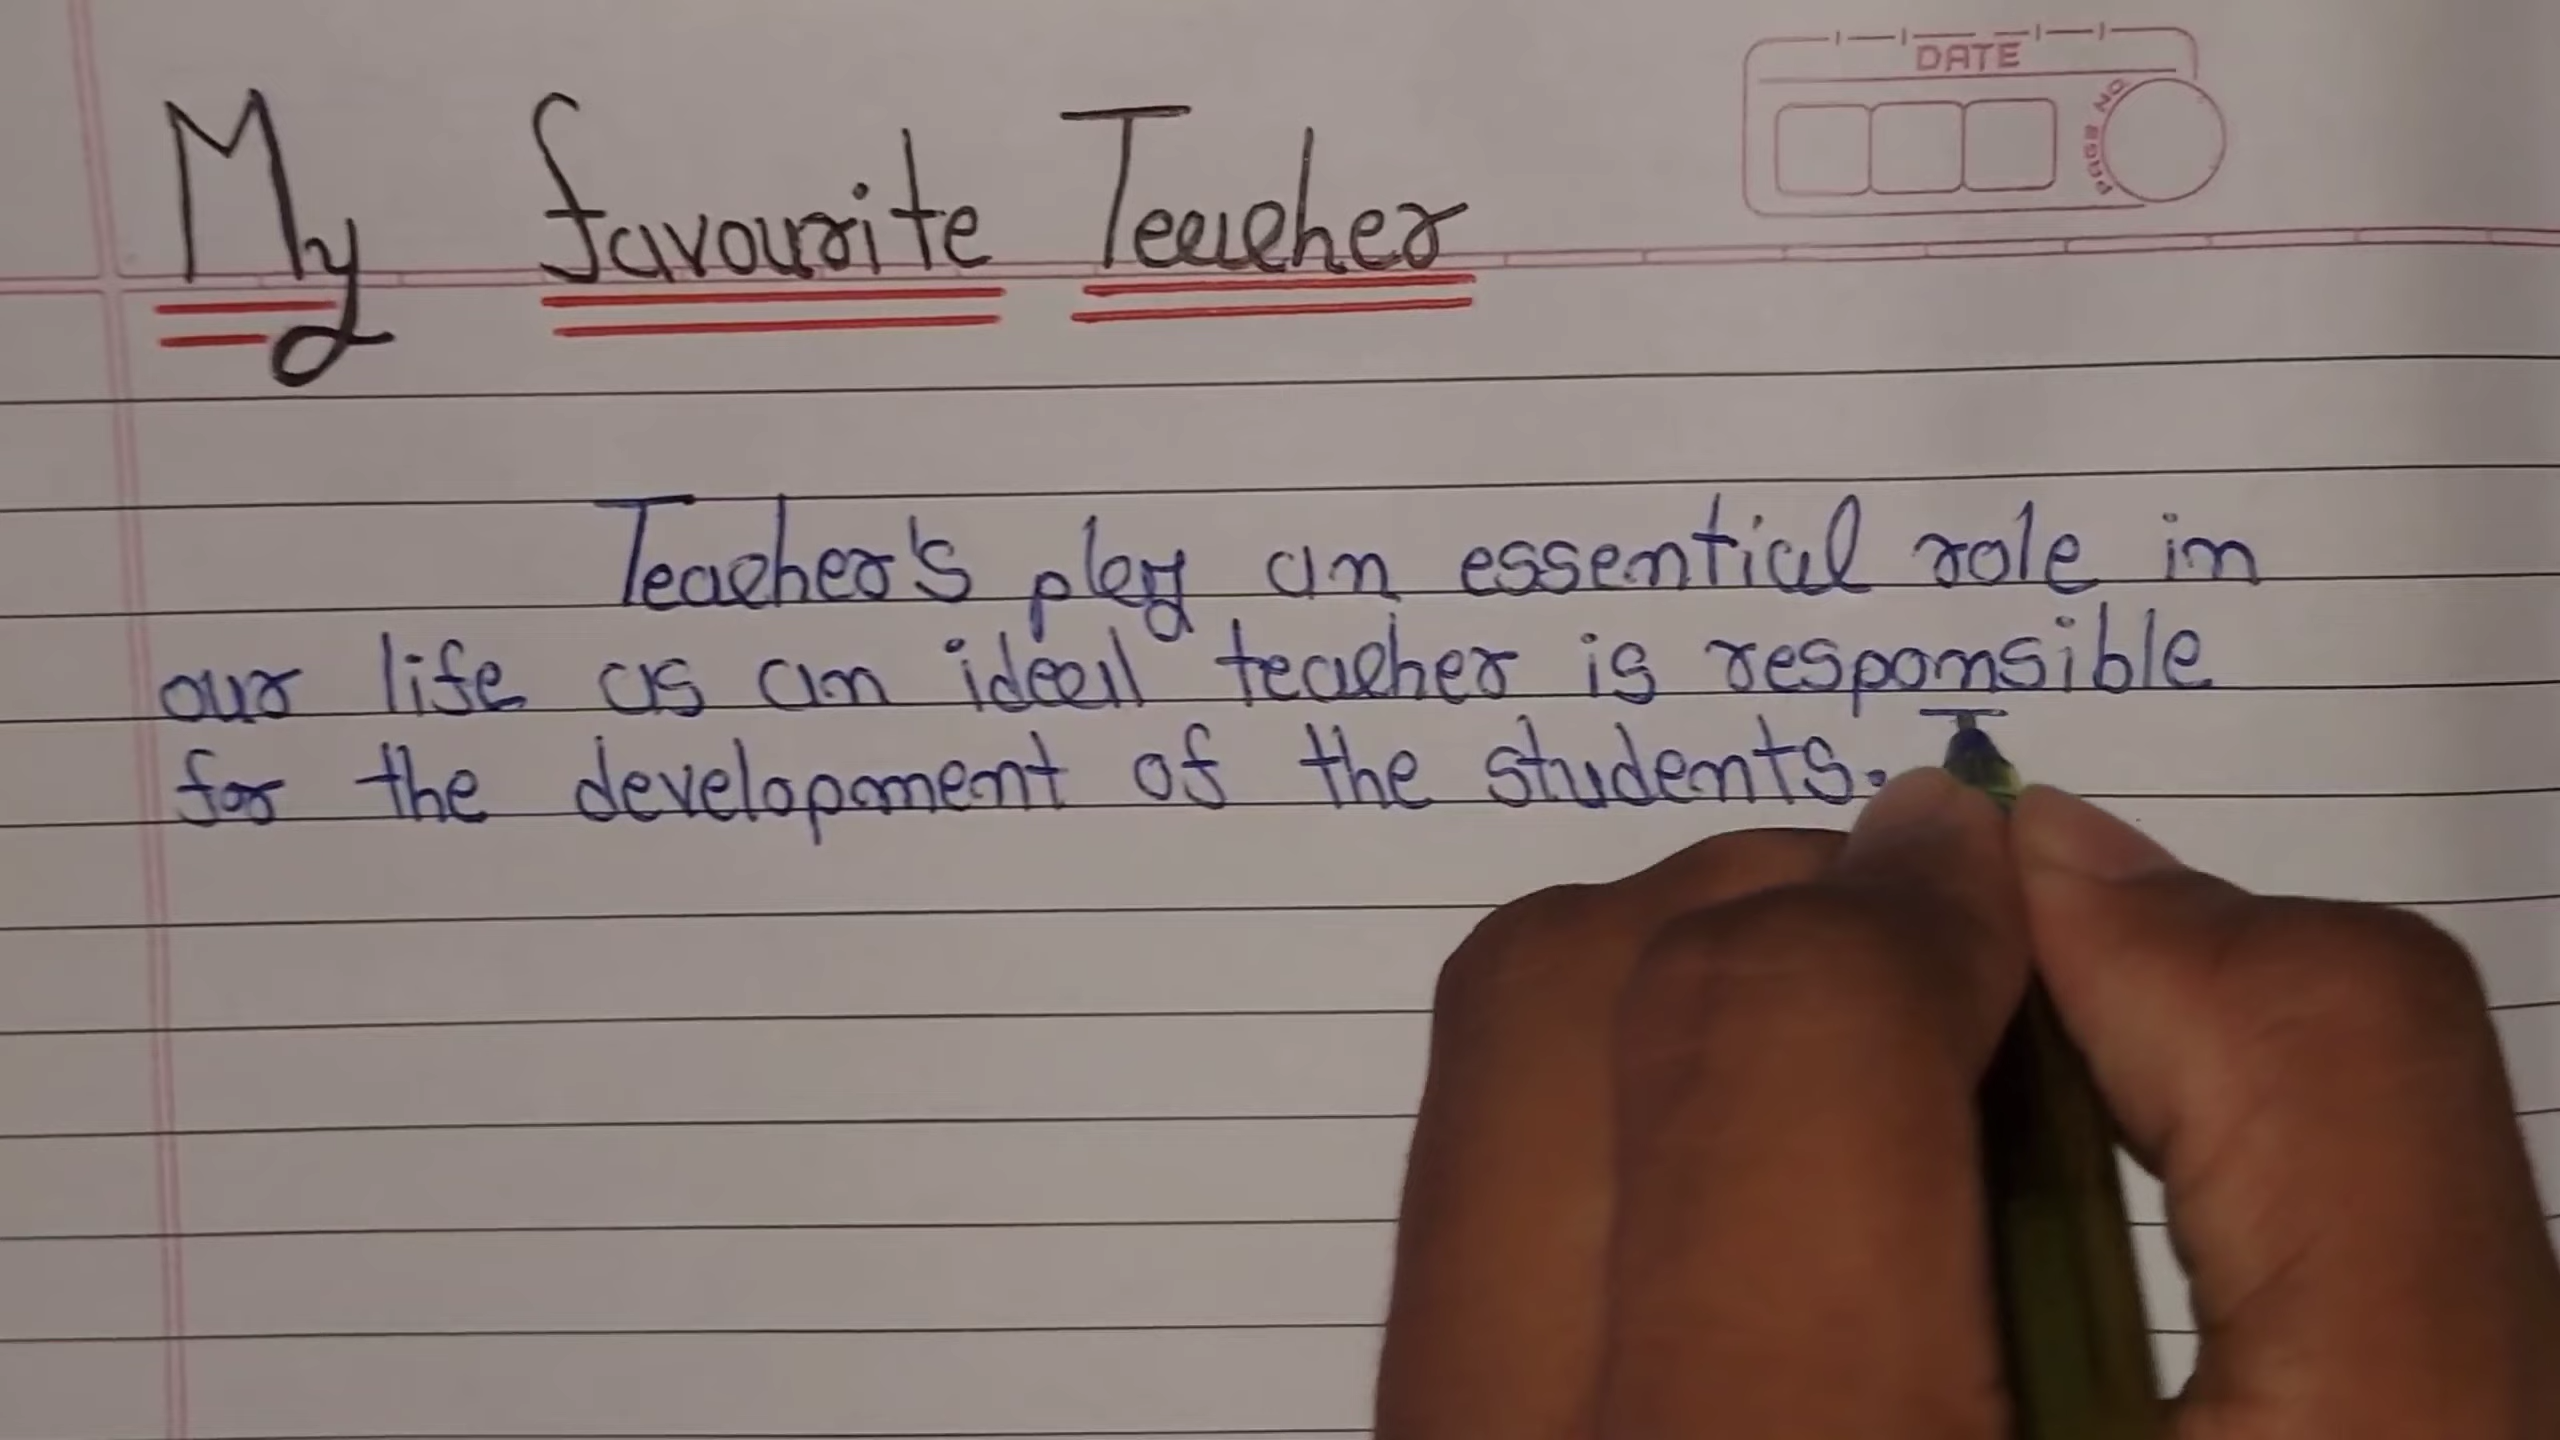 DATE
Page No
My favourite Teacher
Teacher's play an essential role in
our life as an ideal teacher is responsible
for the development of the students. T